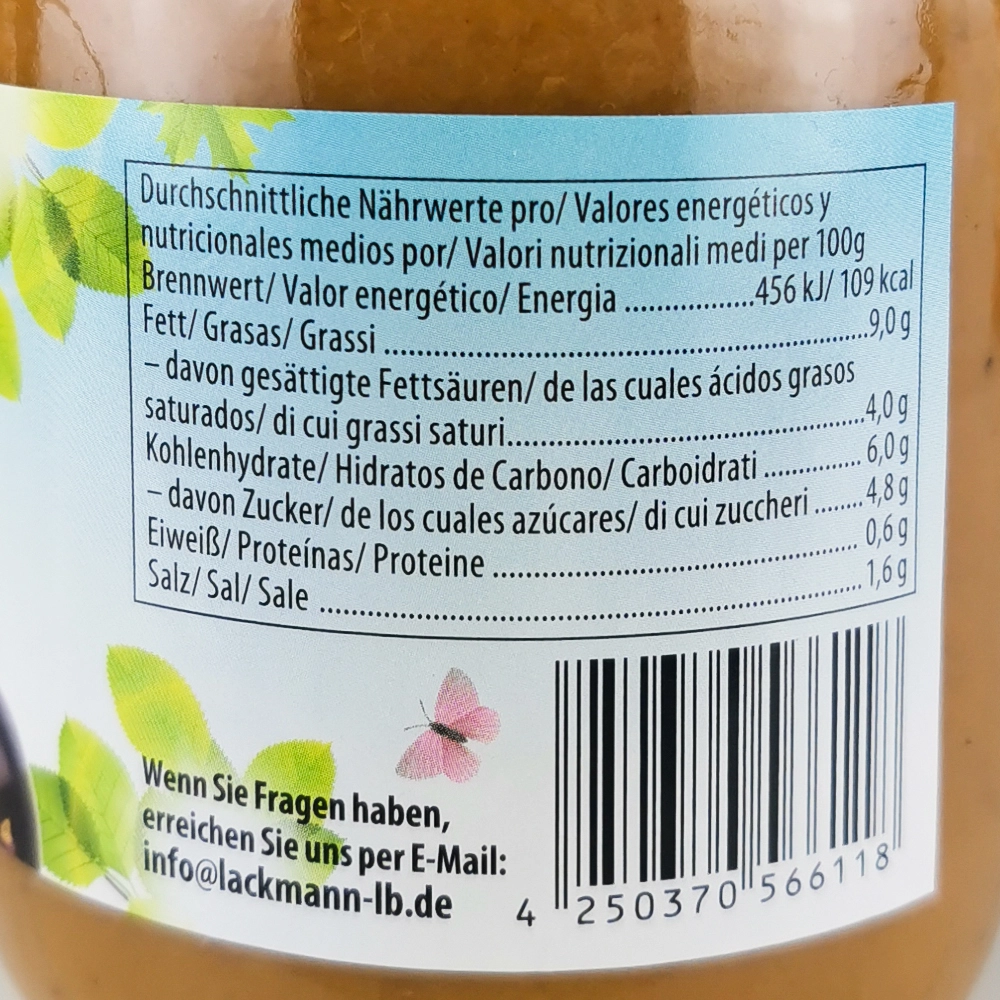 Durchschnittliche Nährwerte pro/ Valores energéticos y
nutricionales medios por/ Valori nutrizionali medi per 100g
Brennwert/ Valor energético/ Energia ...............456 kJ/ 109 kcal
Fett/ Grasas/ Grassi ...............9,0 g
– davon gesättigte Fettsäuren/ de las cuales ácidos grasos
saturados/ di cui grassi saturi...............4,0 g
Kohlenhydrate/ Hidratos de Carbono/ Carboidrati ............... 6,0 g
– davon Zucker/ de los cuales azúcares/ di cui zuccheri ........4,8 g
Eiweiß/ Proteínas/ Proteine ............... 0,6 g
Salz/ Sal/ Sale ............... 1,6 g
Wenn Sie Fragen haben,
erreichen Sie uns per E-Mail:
info@lackmann-lb.de
4 250370 566118